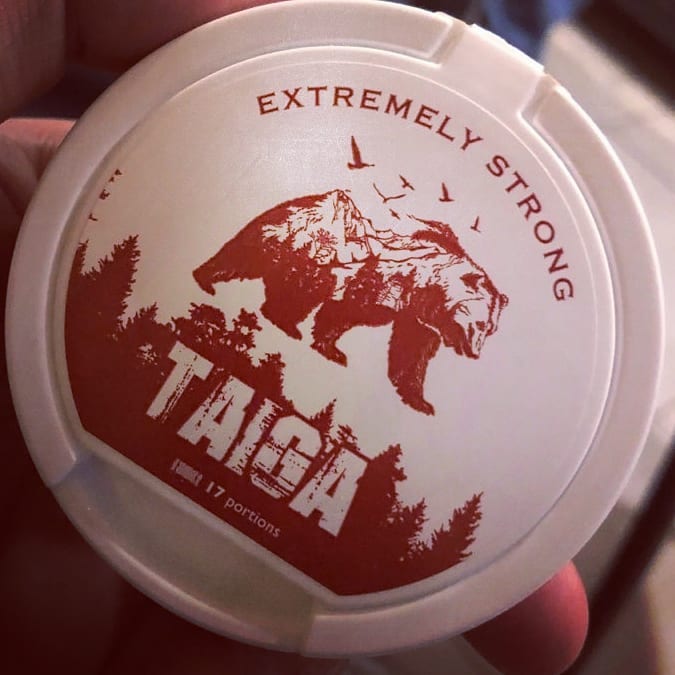 EXTREMELY STRONG
TAIGA
17 portions